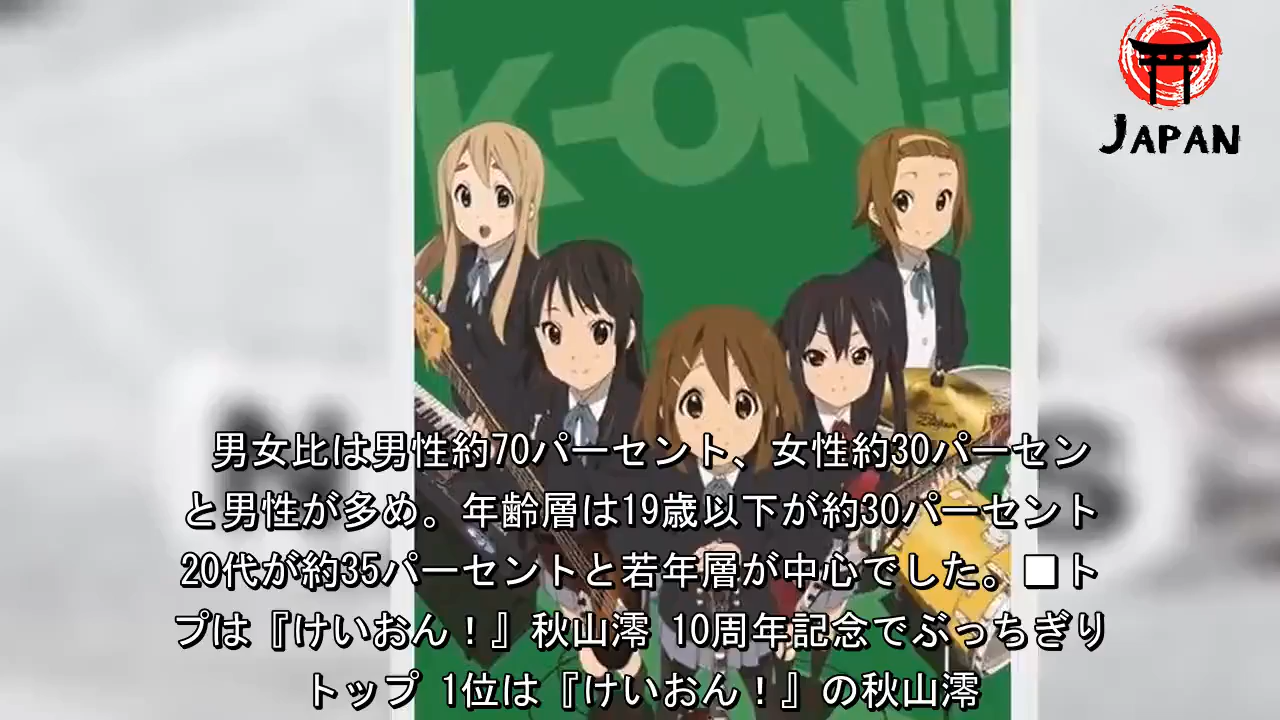 K-ON!!
JAPAN
男女比は男性約70パーセント、女性約30パーセン
と男性が多め。年齢層は19歳以下が約30パーセント
20代が約35パーセントと若年層が中心でした。■ト
プは『けいおん！』秋山澪 10周年記念でぶっちぎり
トップ 1位は『けいおん！』の秋山澪